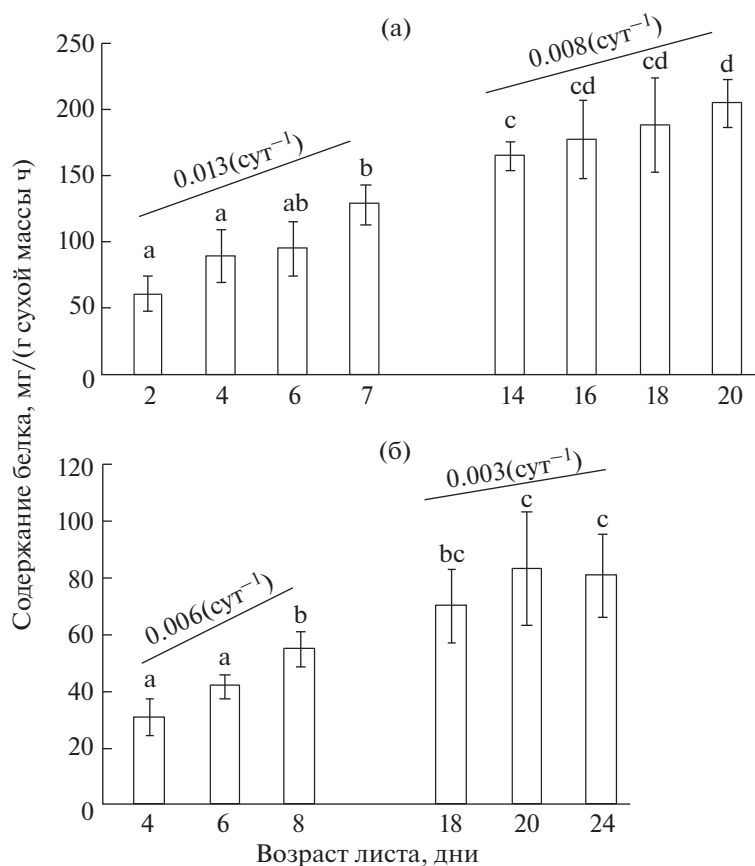 (а)
Содержание белка, мг/(г сухой массы ч)
250
200
150
100
50
0
0.013(сут⁻¹)
0.008(сут⁻¹)
a
a
ab
b
c
cd
cd
d
2 4 6 7 14 16 18 20
(б)
120
100
80
60
40
20
0
0.006(сут⁻¹)
0.003(сут⁻¹)
a
a
b
bc
c
c
4 6 8 18 20 24
Возраст листа, дни